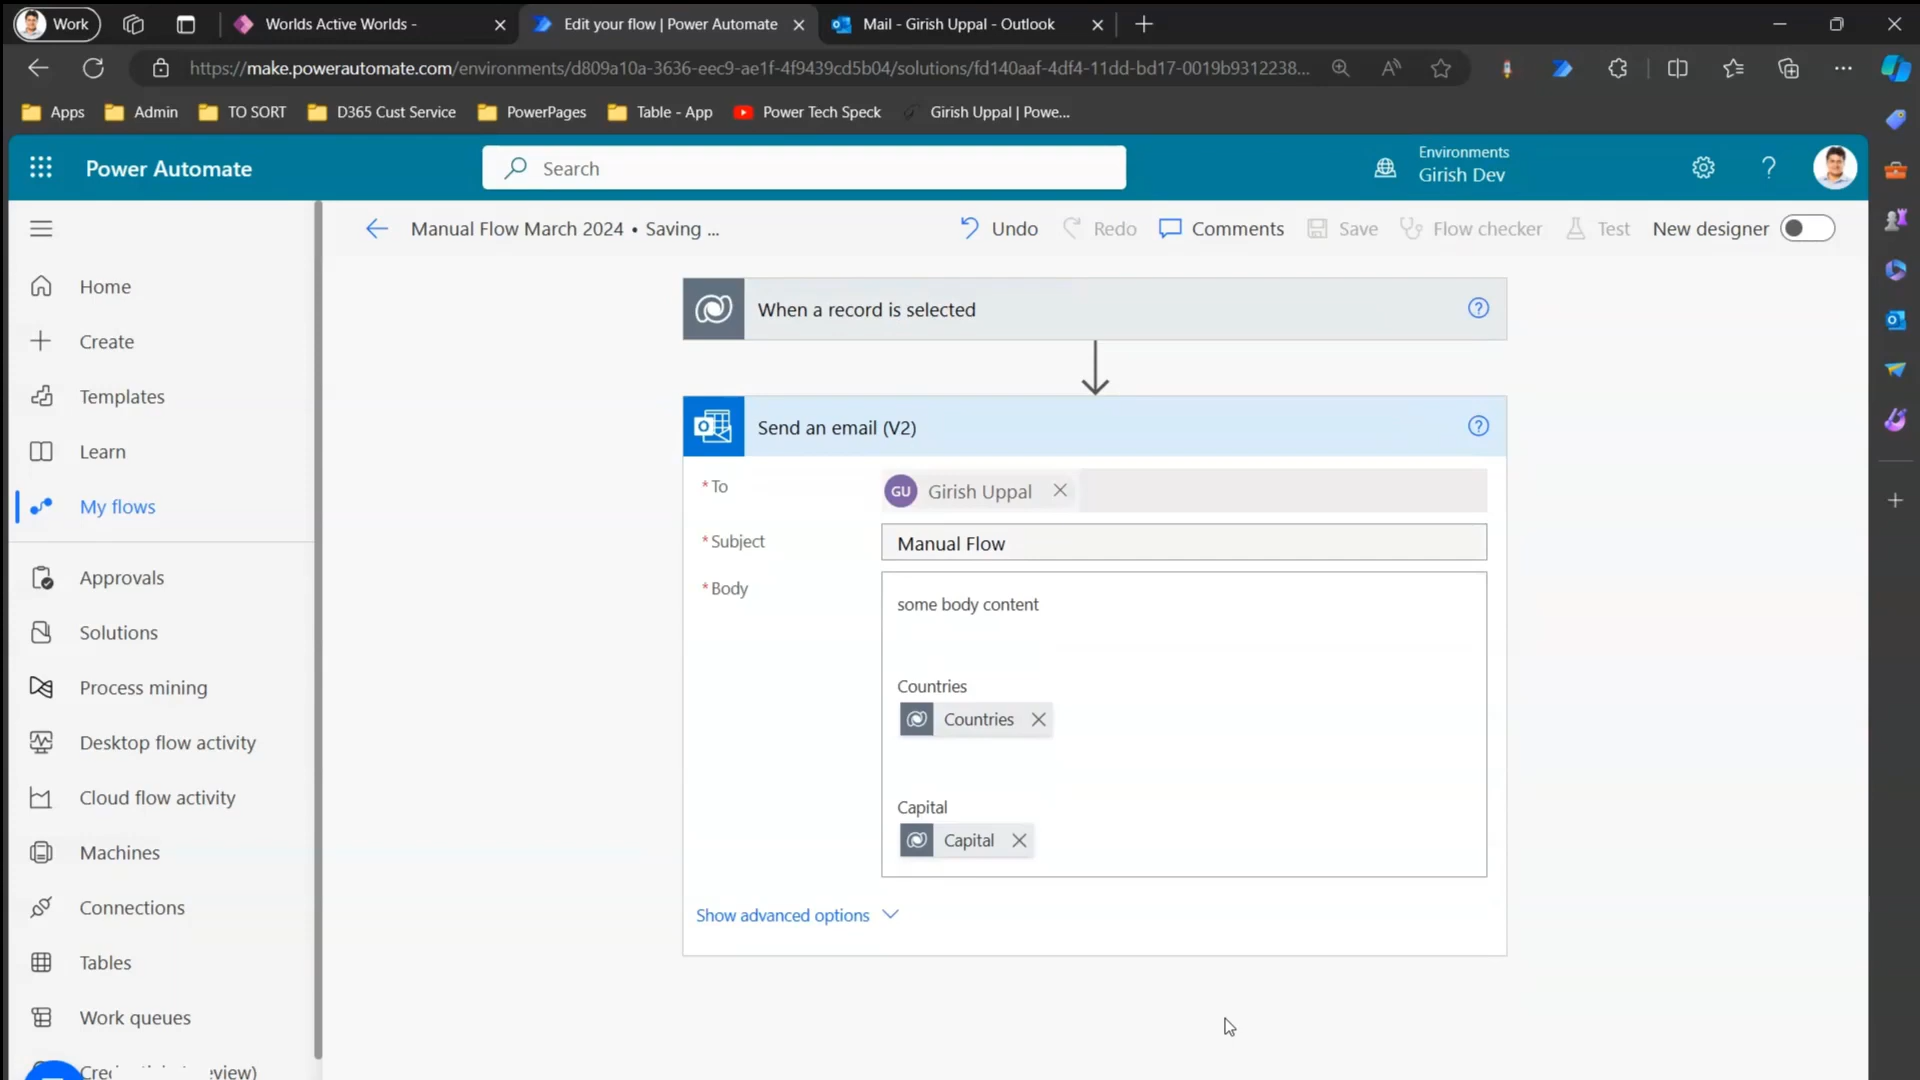 Work
Worlds Active Worlds -
Edit your flow | Power Automate
Mail - Girish Uppal - Outlook
https://make.powerautomate.com/environments/d809a10a-3636-eec9-ae1f-4f9439cd5b04/solutions/fd140aaf-4df4-11dd-bd17-0019b9312238...
Apps
Admin
TO SORT
D365 Cust Service
PowerPages
Table - App
Power Tech Speck
Girish Uppal | Powe...
Power Automate
Search
Environments
Girish Dev
Manual Flow March 2024 • Saving ...
Undo
Redo
Comments
Save
Flow checker
Test
New designer
Home
Create
Templates
Learn
My flows
Approvals
Solutions
Process mining
Desktop flow activity
Cloud flow activity
Machines
Connections
Tables
Work queues
When a record is selected
Send an email (V2)
* To
GU Girish Uppal
* Subject
Manual Flow
* Body
some body content
Countries
Countries
Capital
Capital
Show advanced options